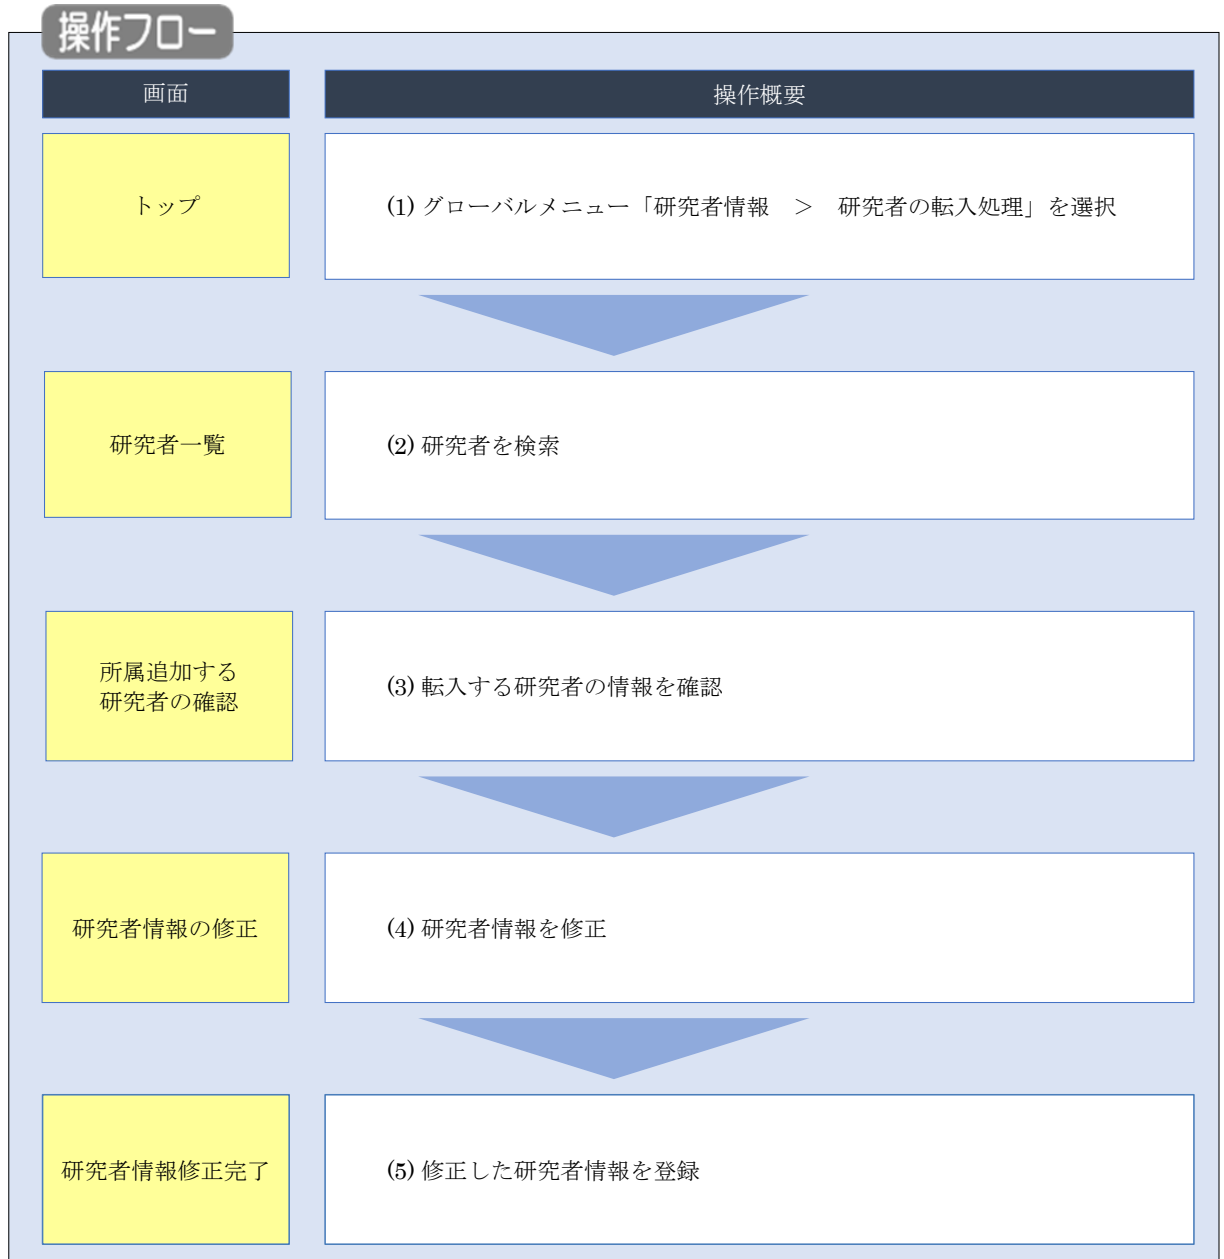 操作フロー
画面
操作概要
トップ
(1) グローバルメニュー「研究者情報　＞　研究者の転入処理」を選択
研究者一覧
(2) 研究者を検索
所属追加する
研究者の確認
(3) 転入する研究者の情報を確認
研究者情報の修正
(4) 研究者情報を修正
研究者情報修正完了
(5) 修正した研究者情報を登録